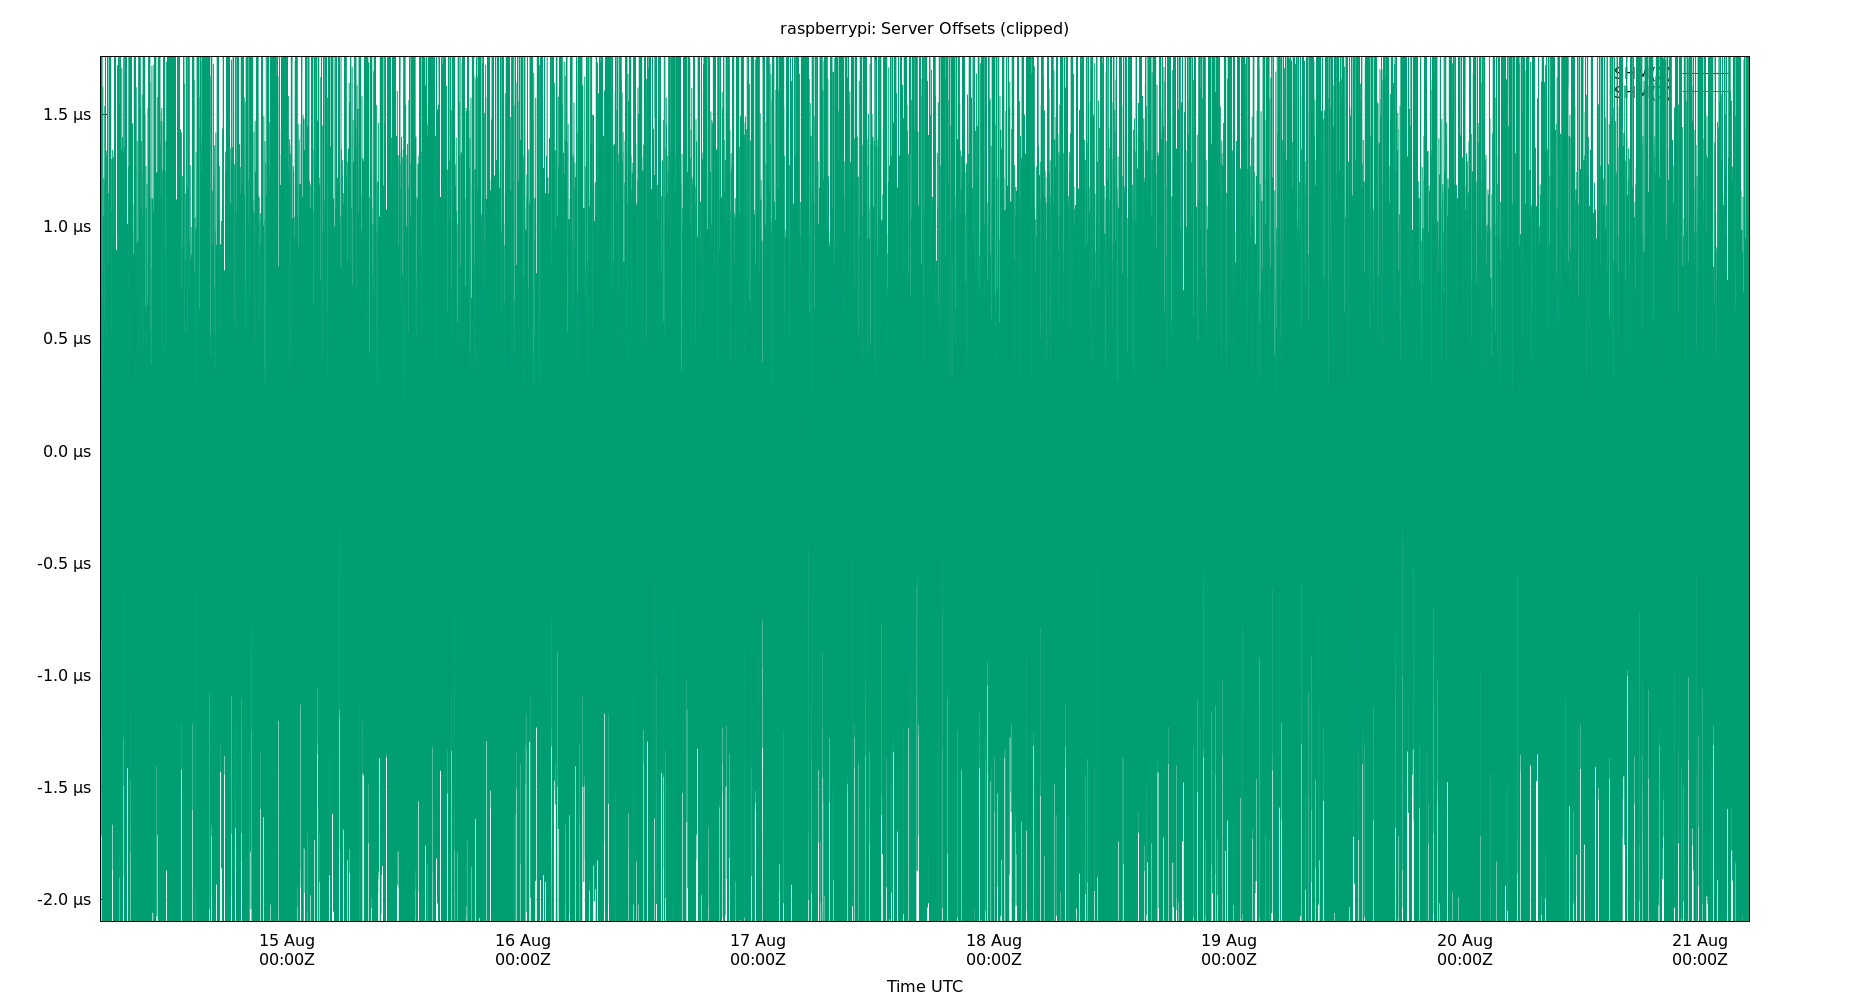 raspberrypi: Server Offsets (clipped)
1.5 µs
1.0 µs
0.5 µs
0.0 µs
-0.5 µs
-1.0 µs
-1.5 µs
-2.0 µs
15 Aug 16 Aug 17 Aug 18 Aug 19 Aug 20 Aug 21 Aug
00:00Z 00:00Z 00:00Z 00:00Z 00:00Z 00:00Z 00:00Z
Time UTC